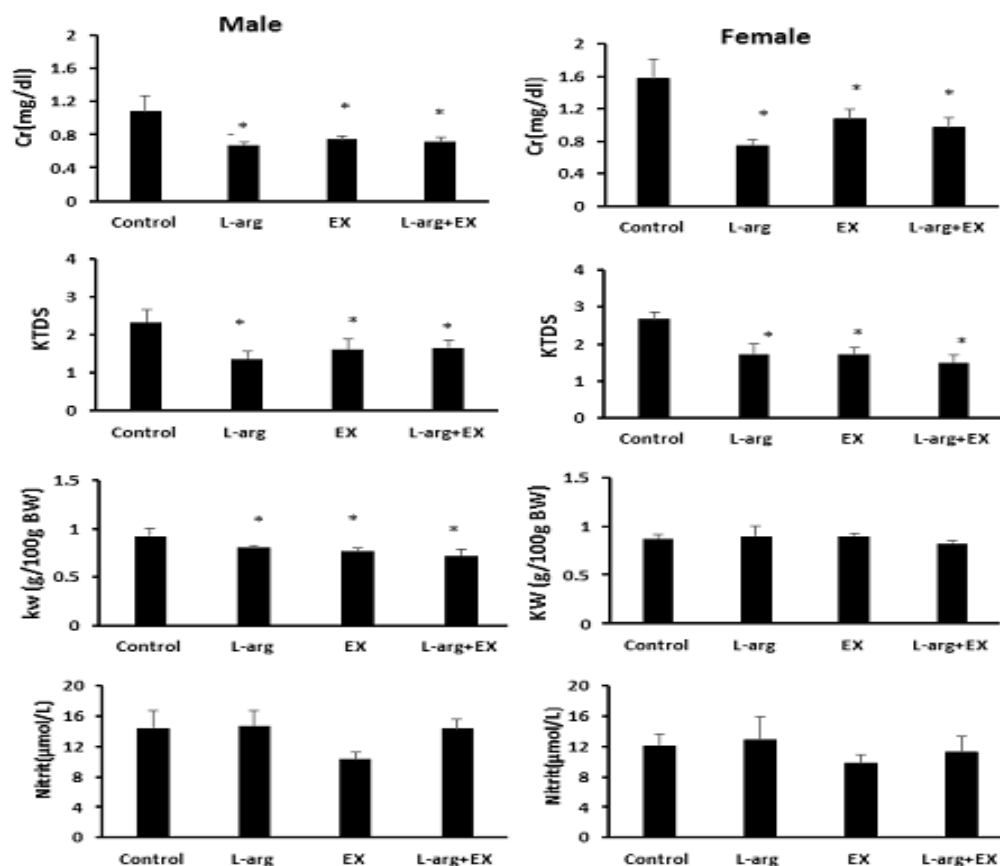 Male
Cr(mg/dl)
2
1.6
1.2
0.8
0.4
0
* * *
Control L-arg EX L-arg+EX
Female
Cr(mg/dl)
2
1.6
1.2
0.8
0.4
0
* * *
Control L-arg EX L-arg+EX
KTDS
4
3
2
1
0
* * *
Control L-arg EX L-arg+EX
KTDS
4
3
2
1
0
* * *
Control L-arg EX L-arg+EX
kw (g/100g BW)
1.5
1
0.5
0
* * *
Control L-arg EX L-arg+EX
KW (g/100g BW)
1.5
1
0.5
0
Control L-arg EX L-arg+EX
Nitrit(μmol/L)
20
16
12
8
4
0
Control L-arg EX L-arg+EX
Nitrit(μmol/L)
20
16
12
8
4
0
Control L-arg EX L-arg+EX